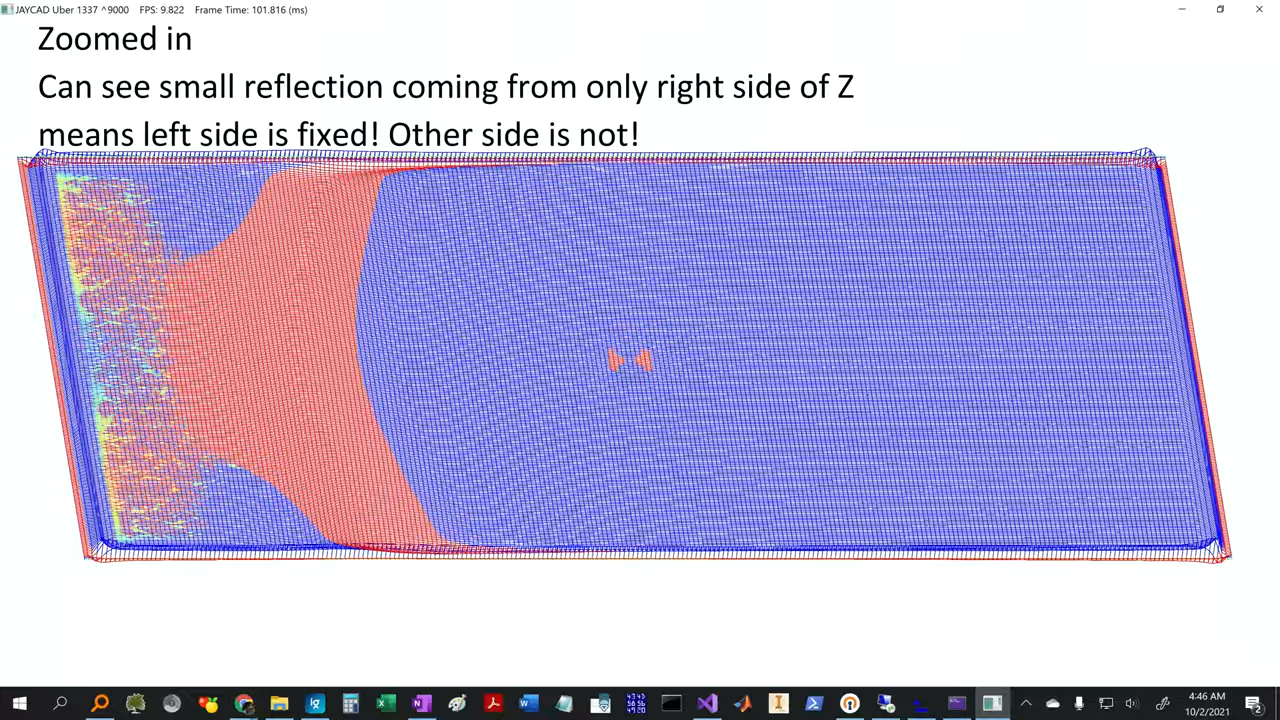 JAYCAD Uber 1337 ^9000 FPS: 9.822 Frame Time: 101.816 (ms)
Zoomed in
Can see small reflection coming from only right side of Z
means left side is fixed! Other side is not!
4:46 AM
10/2/2021